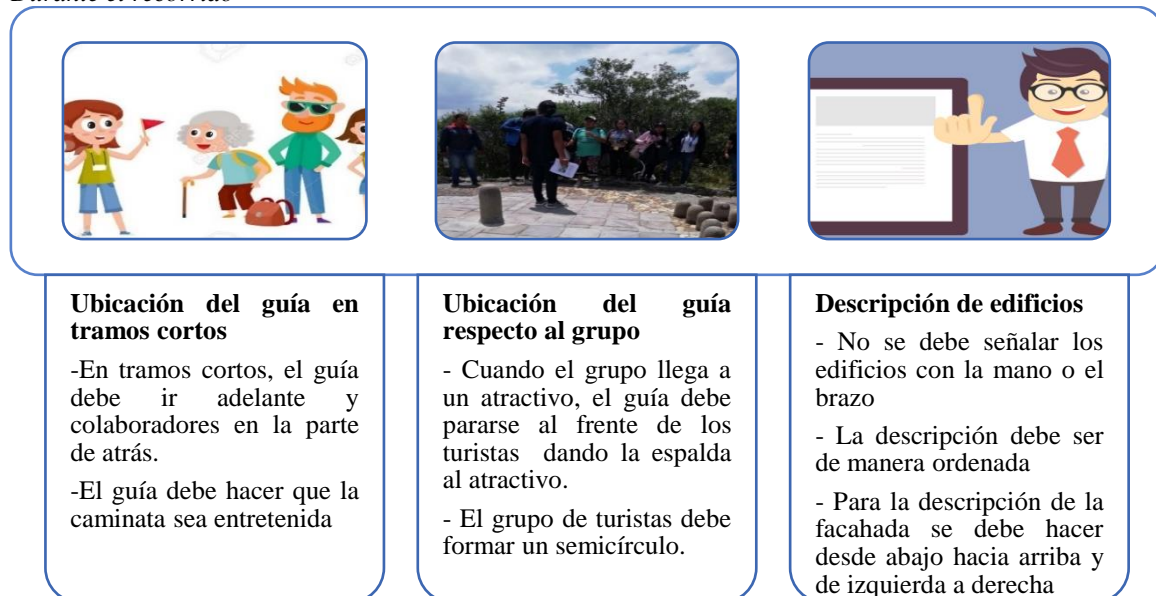 Durante el recorrido
Ubicación del guía en
tramos cortos
-En tramos cortos, el guía
debe ir adelante y
colaboradores en la parte
de atrás.
-El guía debe hacer que la
caminata sea entretenida
Ubicación del guía
respecto al grupo
- Cuando el grupo llega a
un atractivo, el guía debe
pararse al frente de los
turistas dando la espalda
al atractivo.
- El grupo de turistas debe
formar un semicírculo.
Descripción de edificios
- No se debe señalar los
edificios con la mano o el
brazo
- La descripción debe ser
de manera ordenada
- Para la descripción de la
facahada se debe hacer
desde abajo hacia arriba y
de izquierda a derecha